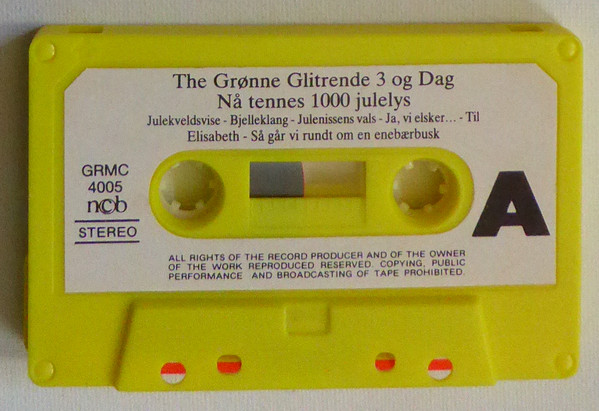 The Grønne Glitrende 3 og Dag
Nå tennes 1000 julelys
Julekveldsvise - Bjelleklang - Julenissens vals - Ja, vi elsker... - Til
Elisabeth - Så går vi rundt om en enebærbusk
GRMC
4005
ncb
STEREO
A
ALL RIGHTS OF THE RECORD PRODUCER AND OF THE OWNER
OF THE WORK REPRODUCED RESERVED. COPYING, PUBLIC
PERFORMANCE AND BROADCASTING OF TAPE PROHIBITED.